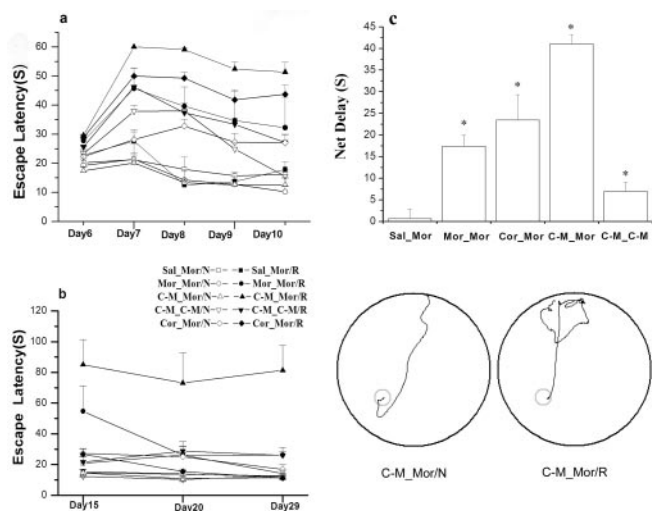 a
Escape Latency(S)
60
50
40
30
20
10
0
Day6 Day7 Day8 Day9 Day10
c
Net Delay (S)
45
40
35
30
25
20
15
10
5
0
* * * *
Sal_Mor Mor_Mor Cor_Mor C-M_Mor C-M_C-M
b
Sal_Mor/N Sal_Mor/R
Mor_Mor/N Mor_Mor/R
C-M_Mor/N C-M_Mor/R
C-M_C-M/N C-M_C-M/R
Cor_Mor/N Cor_Mor/R
Escape Latency(S)
120
100
80
60
40
20
0
Day15 Day20 Day29
C-M_Mor/N C-M_Mor/R